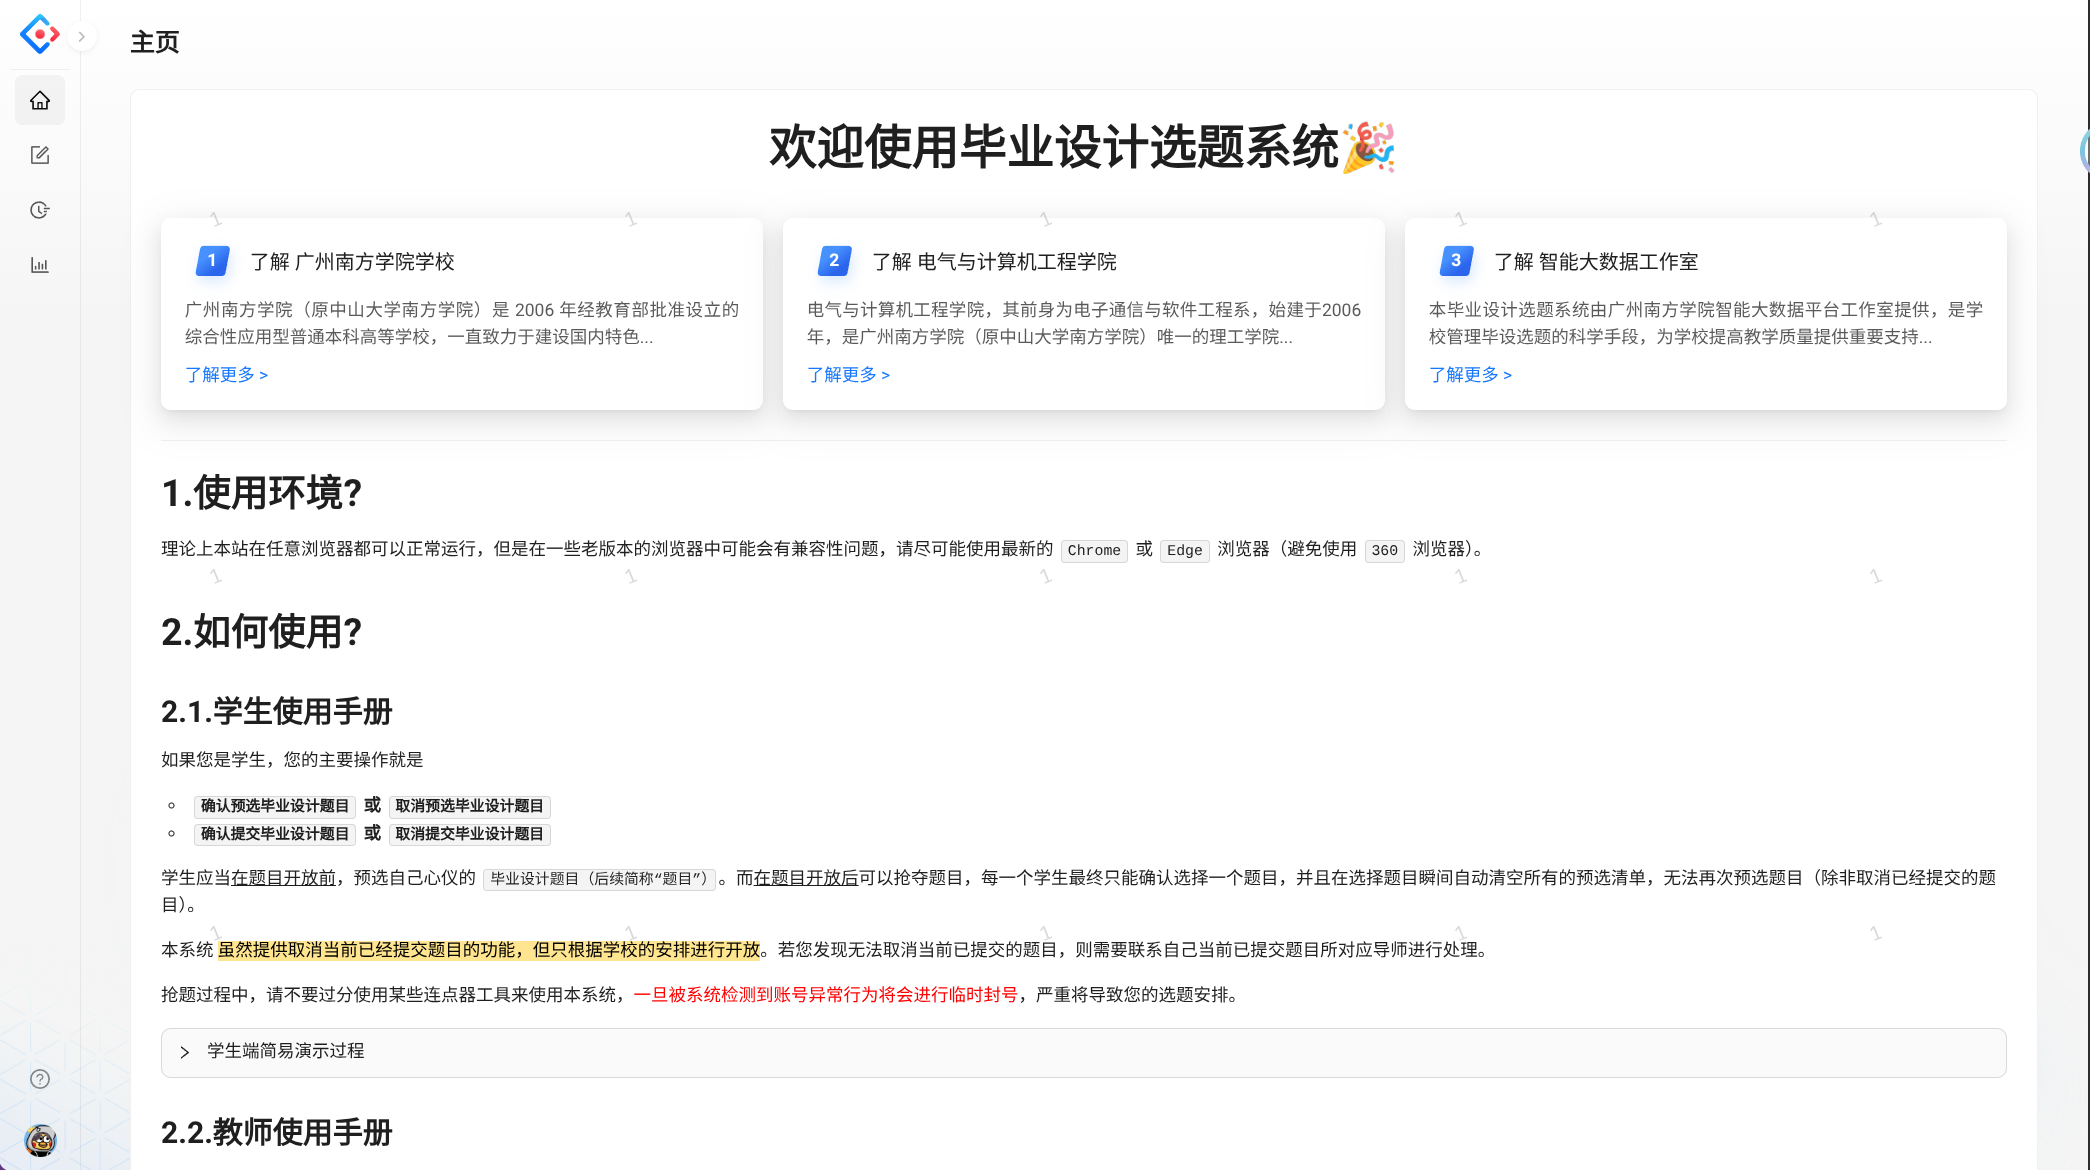 主页
欢迎使用毕业设计选题系统🎉
1 了解 广州南方学院学校
广州南方学院（原中山大学南方学院）是 2006 年经教育部批准设立的
综合性应用型普通本科高等学校，一直致力于建设国内特色...
了解更多 >
2 了解 电气与计算机工程学院
电气与计算机工程学院，其前身为电子通信与软件工程系，始建于2006
年，是广州南方学院（原中山大学南方学院）唯一的理工学院...
了解更多 >
3 了解 智能大数据工作室
本毕业设计选题系统由广州南方学院智能大数据平台工作室提供，是学
校管理毕设选题的科学手段，为学校提高教学质量提供重要支持...
了解更多 >
1 1 1 1 1
1.使用环境?
理论上本站在任意浏览器都可以正常运行，但是在一些老版本的浏览器中可能会有兼容性问题，请尽可能使用最新的 Chrome 或 Edge 浏览器（避免使用 360 浏览器）。
1 1 1 1 1
2.如何使用?
2.1.学生使用手册
如果您是学生，您的主要操作就是
确认预选毕业设计题目 或 取消预选毕业设计题目
确认提交毕业设计题目 或 取消提交毕业设计题目
学生应当在题目开放前，预选自己心仪的 毕业设计题目（后续简称“题目”）。而在题目开放后可以抢夺题目，每一个学生最终只能确认选择一个题目，并且在选择题目瞬间自动清空所有的预选清单，无法再次预选题目（除非取消已经提交的题
目）。
1 1 1 1 1
本系统 虽然提供取消当前已经提交题目的功能，但只根据学校的安排进行开放。若您发现无法取消当前已提交的题目，则需要联系自己当前已提交题目所对应导师进行处理。
抢题过程中，请不要过分使用某些连点器工具来使用本系统，一旦被系统检测到账号异常行为将会进行临时封号，严重将导致您的选题安排。
学生端简易演示过程
2.2.教师使用手册